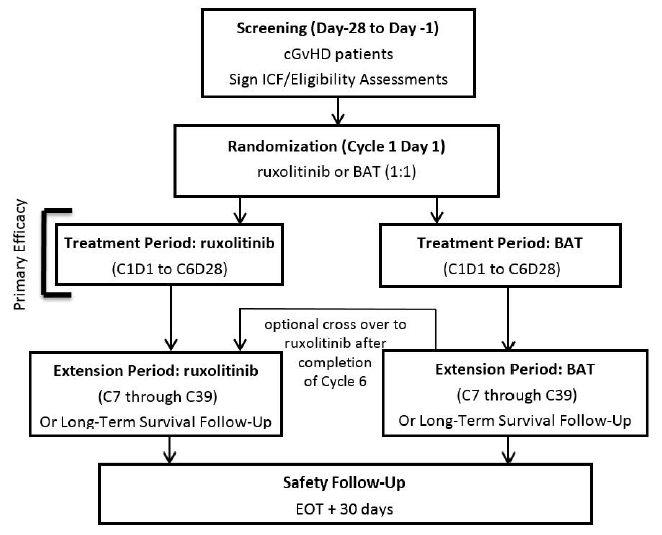 Screening (Day-28 to Day -1)
cGvHD patients
Sign ICF/Eligibility Assessments
Randomization (Cycle 1 Day 1)
ruxolitinib or BAT (1:1)
Primary Efficacy
Treatment Period: ruxolitinib
(C1D1 to C6D28)
Treatment Period: BAT
(C1D1 to C6D28)
optional cross over to
ruxolitinib after
completion
of Cycle 6
Extension Period: ruxolitinib
(C7 through C39)
Or Long-Term Survival Follow-Up
Extension Period: BAT
(C7 through C39)
Or Long-Term Survival Follow-Up
Safety Follow-Up
EOT + 30 days